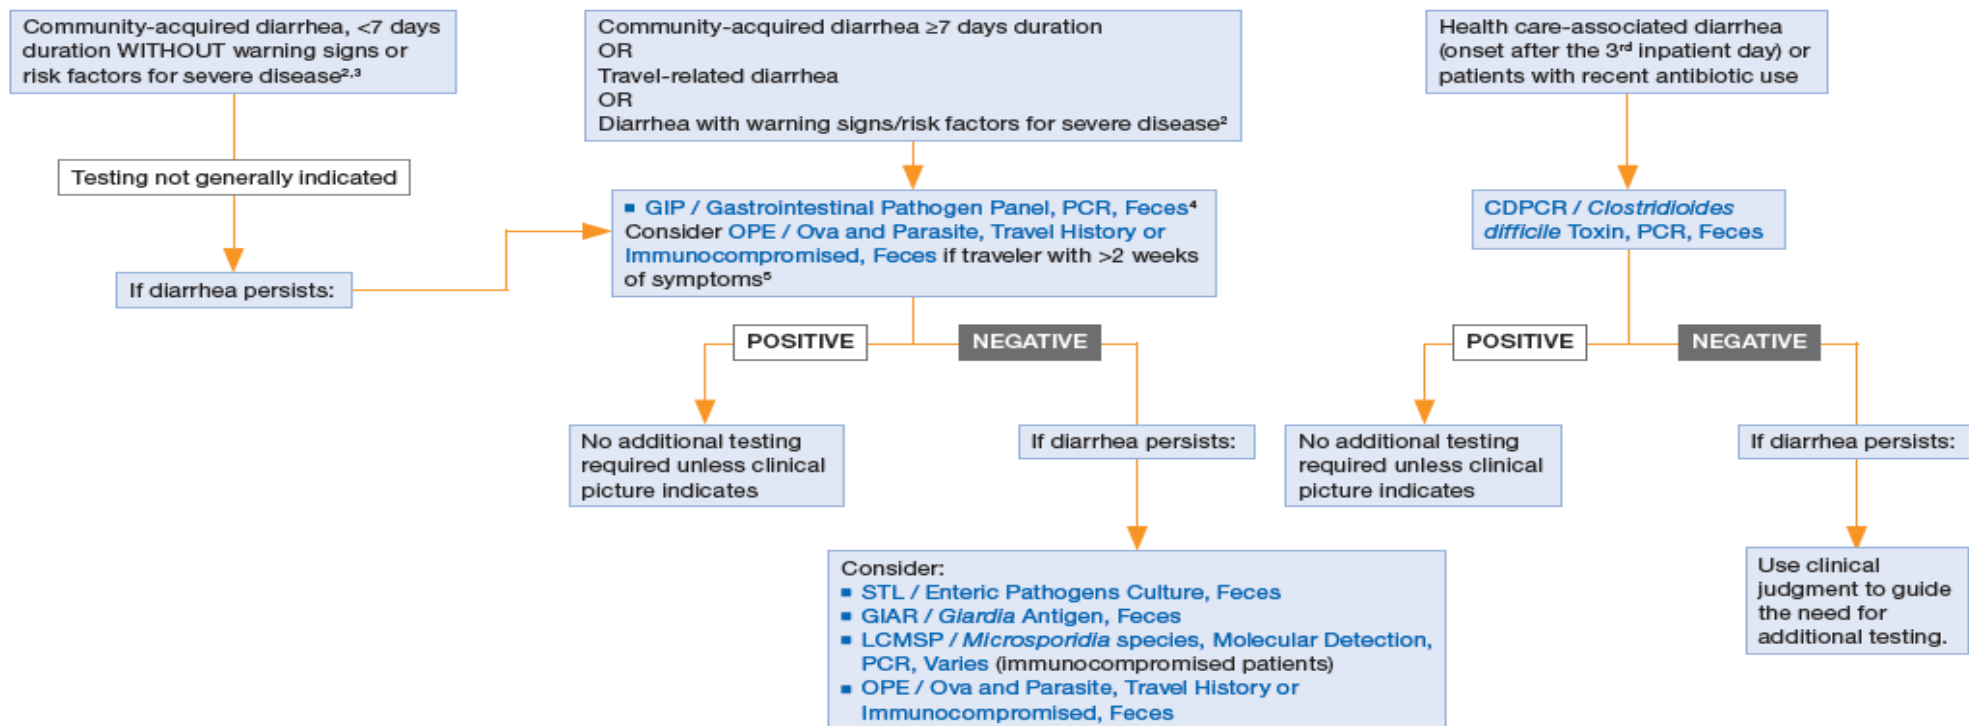 Community-acquired diarrhea, <7 days
duration WITHOUT warning signs or
risk factors for severe disease²,³
Testing not generally indicated
If diarrhea persists:
Community-acquired diarrhea ≥7 days duration
OR
Travel-related diarrhea
OR
Diarrhea with warning signs/risk factors for severe disease²
■ GIP / Gastrointestinal Pathogen Panel, PCR, Feces⁴
Consider OPE / Ova and Parasite, Travel History or
Immunocompromised, Feces if traveler with >2 weeks
of symptoms⁵
POSITIVE
NEGATIVE
No additional testing
required unless clinical
picture indicates
If diarrhea persists:
Consider:
■ STL / Enteric Pathogens Culture, Feces
■ GIAR / Giardia Antigen, Feces
■ LCMSP / Microsporidia species, Molecular Detection,
PCR, Varies (immunocompromised patients)
■ OPE / Ova and Parasite, Travel History or
Immunocompromised, Feces
Health care-associated diarrhea
(onset after the 3rd inpatient day) or
patients with recent antibiotic use
CDPCR / Clostridioides
difficile Toxin, PCR, Feces
POSITIVE
NEGATIVE
No additional testing
required unless clinical
picture indicates
If diarrhea persists:
Use clinical
judgment to guide
the need for
additional testing.